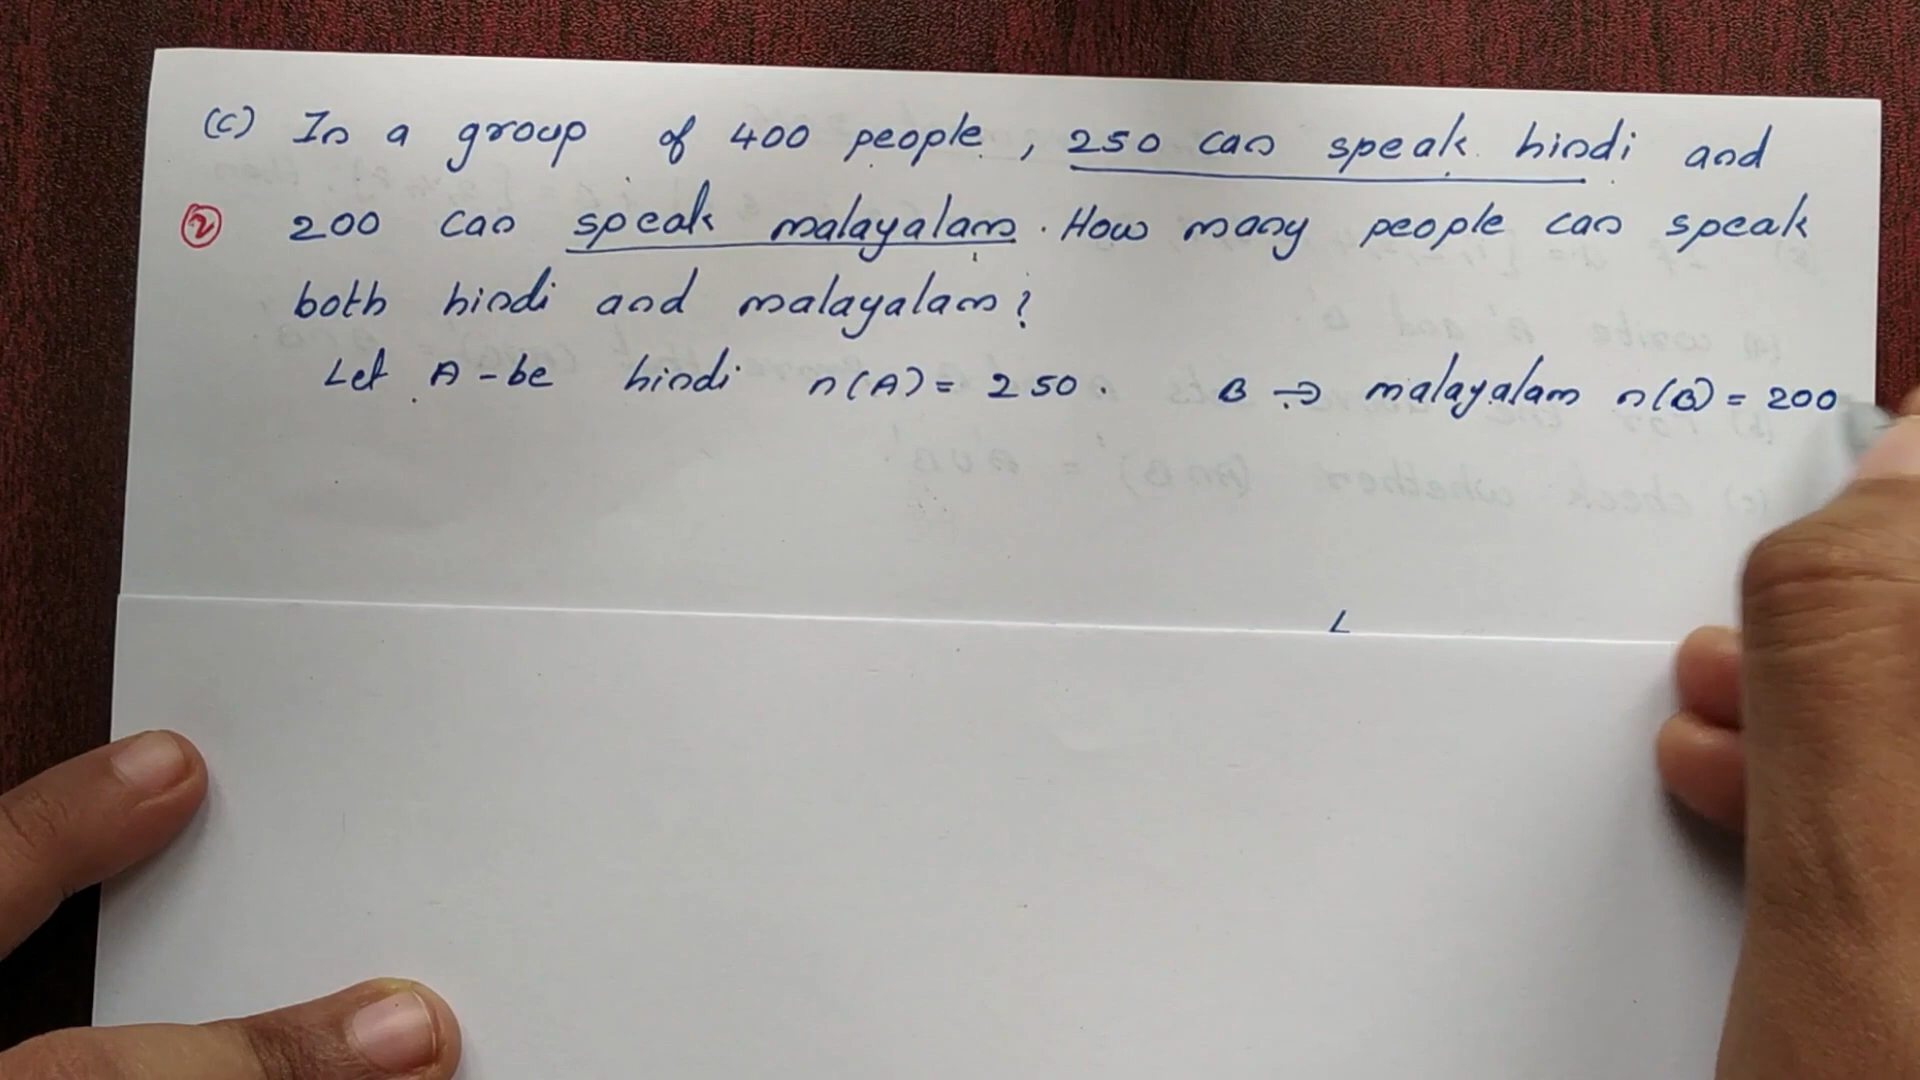 (c) In a group of 400 people, 250 can speak hindi and
② 200 can speak malayalam. How many people can speak
both hindi and malayalam?
Let A-be hindi n(A) = 250. B → malayalam n(B) = 200
L